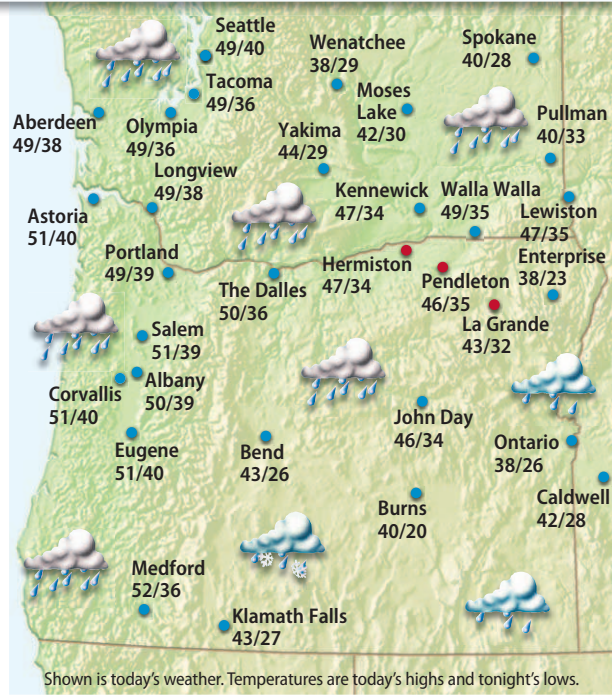 Seattle
49/40
Wenatchee
38/29
Spokane
40/28
Tacoma
49/36
Moses
Lake
42/30
Aberdeen
49/38
Olympia
49/36
Yakima
44/29
Pullman
40/33
Longview
49/38
Kennewick
47/34
Walla Walla
49/35
Lewiston
47/35
Astoria
51/40
Portland
49/39
The Dalles
50/36
Hermiston
47/34
Pendleton
46/35
Enterprise
38/23
La Grande
43/32
Salem
51/39
Corvallis
51/40
Albany
50/39
John Day
46/34
Eugene
51/40
Bend
43/26
Ontario
38/26
Burns
40/20
Caldwell
42/28
Medford
52/36
Klamath Falls
43/27
Shown is today's weather. Temperatures are today's highs and tonight's lows.